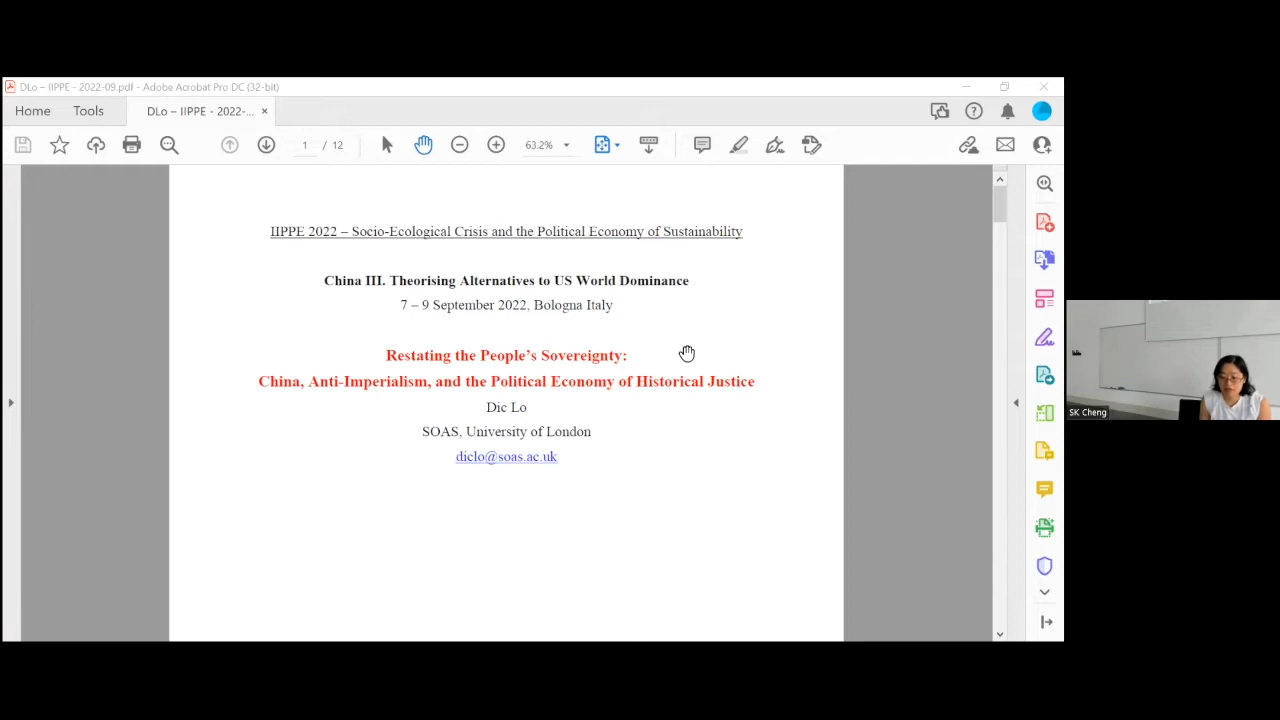 DLo – IIPPE - 2022-09.pdf - Adobe Acrobat Pro DC (32-bit)
Home Tools DLo – IIPPE - 2022-... ×
1 / 12 63.2%
IIPPE 2022 – Socio-Ecological Crisis and the Political Economy of Sustainability
China III. Theorising Alternatives to US World Dominance
7 – 9 September 2022, Bologna Italy
Restating the People’s Sovereignty:
China, Anti-Imperialism, and the Political Economy of Historical Justice
Dic Lo
SOAS, University of London
diclo@soas.ac.uk
SK Cheng